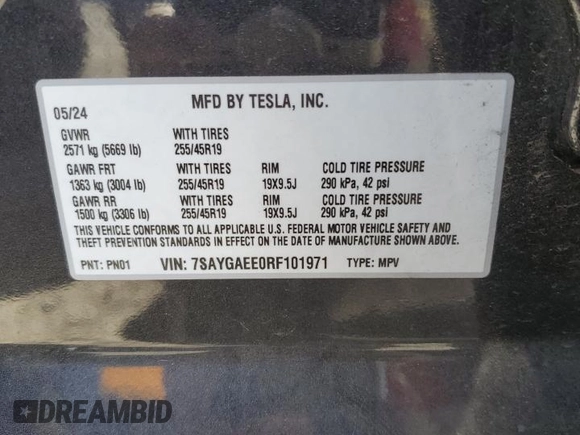 05/24 MFD BY TESLA, INC.
GVWR WITH TIRES
2571 kg (5669 lb) 255/45R19
GAWR FRT WITH TIRES RIM COLD TIRE PRESSURE
1363 kg (3004 lb) 255/45R19 19X9.5J 290 kPa, 42 psi
GAWR RR WITH TIRES RIM COLD TIRE PRESSURE
1500 kg (3306 lb) 255/45R19 19X9.5J 290 kPa, 42 psi
THIS VEHICLE CONFORMS TO ALL APPLICABLE U.S. FEDERAL MOTOR VEHICLE SAFETY AND
THEFT PREVENTION STANDARDS IN EFFECT ON THE DATE OF MANUFACTURE SHOWN ABOVE.
PNT: PN01 VIN: 7SAYGAEE0RF101971 TYPE: MPV
DREAMBID